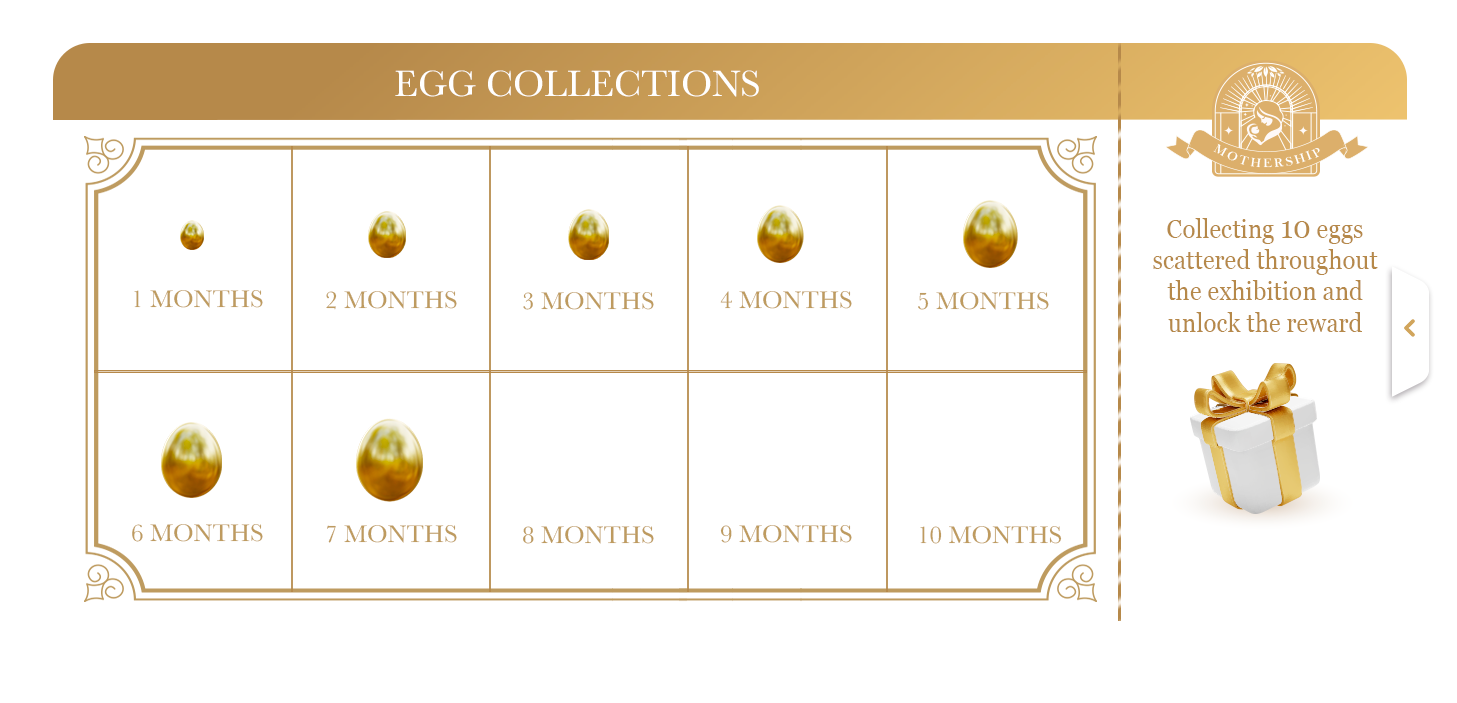 EGG COLLECTIONS
MOTHERSHIP
1 MONTHS
2 MONTHS
3 MONTHS
4 MONTHS
5 MONTHS
6 MONTHS
7 MONTHS
8 MONTHS
9 MONTHS
10 MONTHS
Collecting 10 eggs
scattered throughout
the exhibition and
unlock the reward